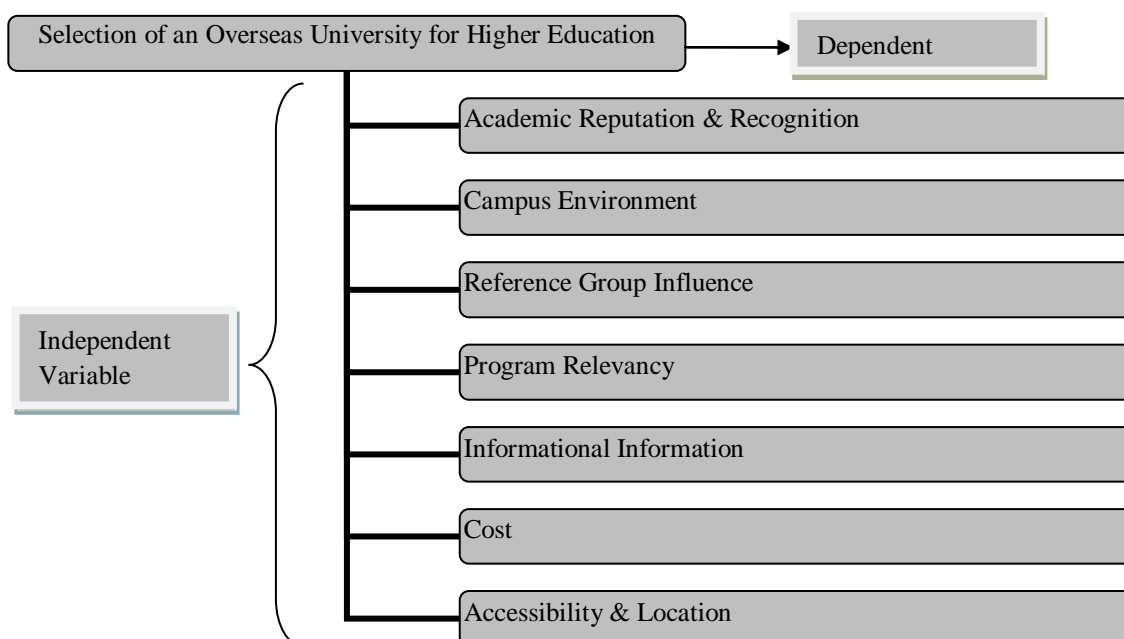 Selection of an Overseas University for Higher Education
Dependent
Academic Reputation & Recognition
Campus Environment
Reference Group Influence
Independent
Variable
Program Relevancy
Informational Information
Cost
Accessibility & Location